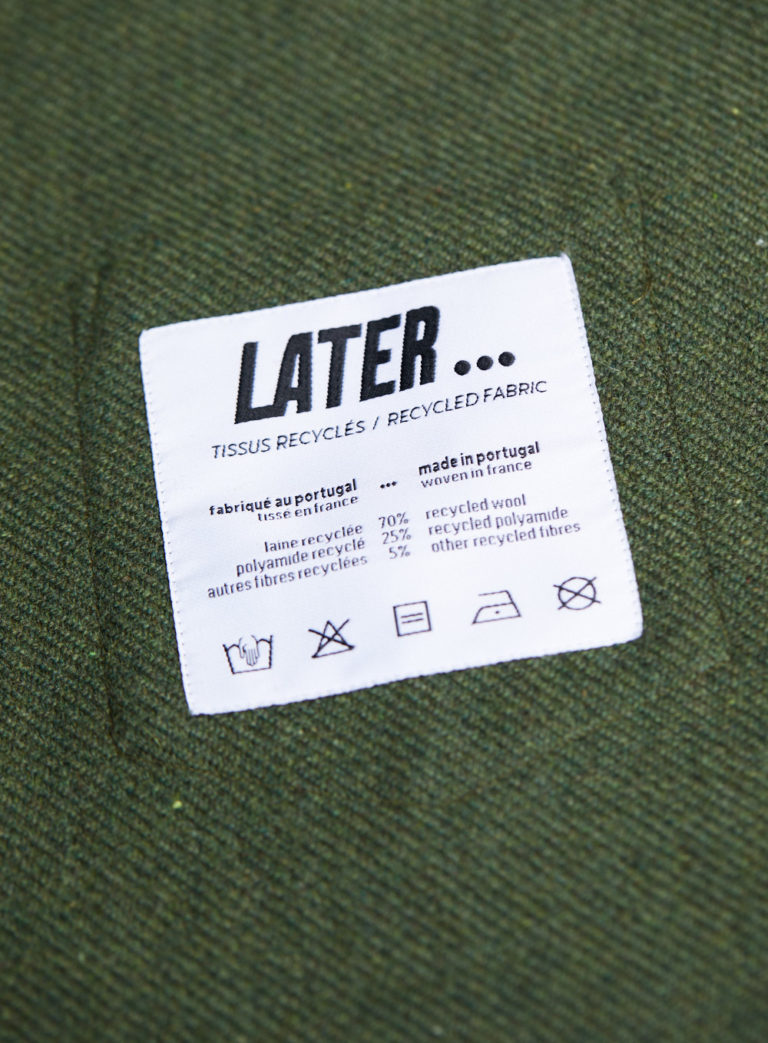 LATER...
TISSUS RECYCLÉS / RECYCLED FABRIC
fabriqué au portugal ... made in portugal
tissé en france woven in france
laine recyclée 70% recycled wool
polyamide recyclé 25% recycled polyamide
autres fibres recyclées 5% other recycled fibres